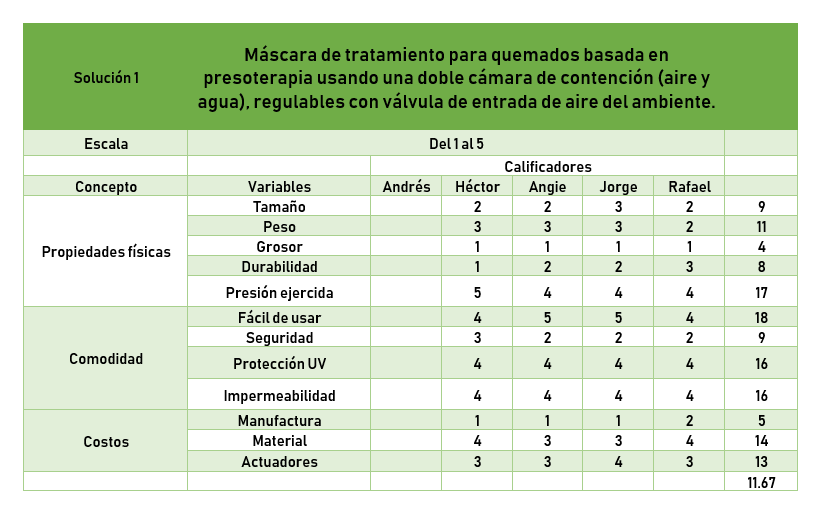 Solución 1
Máscara de tratamiento para quemados basada en
presoterapia usando una doble cámara de contención (aire y
agua), regulables con válvula de entrada de aire del ambiente.
Escala Del 1 al 5
Calificadores
Concepto Variables Andrés Héctor Angie Jorge Rafael
Propiedades físicas
Tamaño 2 2 3 2 9
Peso 3 3 3 2 11
Grosor 1 1 1 1 4
Durabilidad 1 2 2 3 8
Presión ejercida 5 4 4 4 17
Comodidad
Fácil de usar 4 5 5 4 18
Seguridad 3 2 2 2 9
Protección UV 4 4 4 4 16
Impermeabilidad 4 4 4 4 16
Costos
Manufactura 1 1 1 2 5
Material 4 3 3 4 14
Actuadores 3 3 4 3 13
11.67